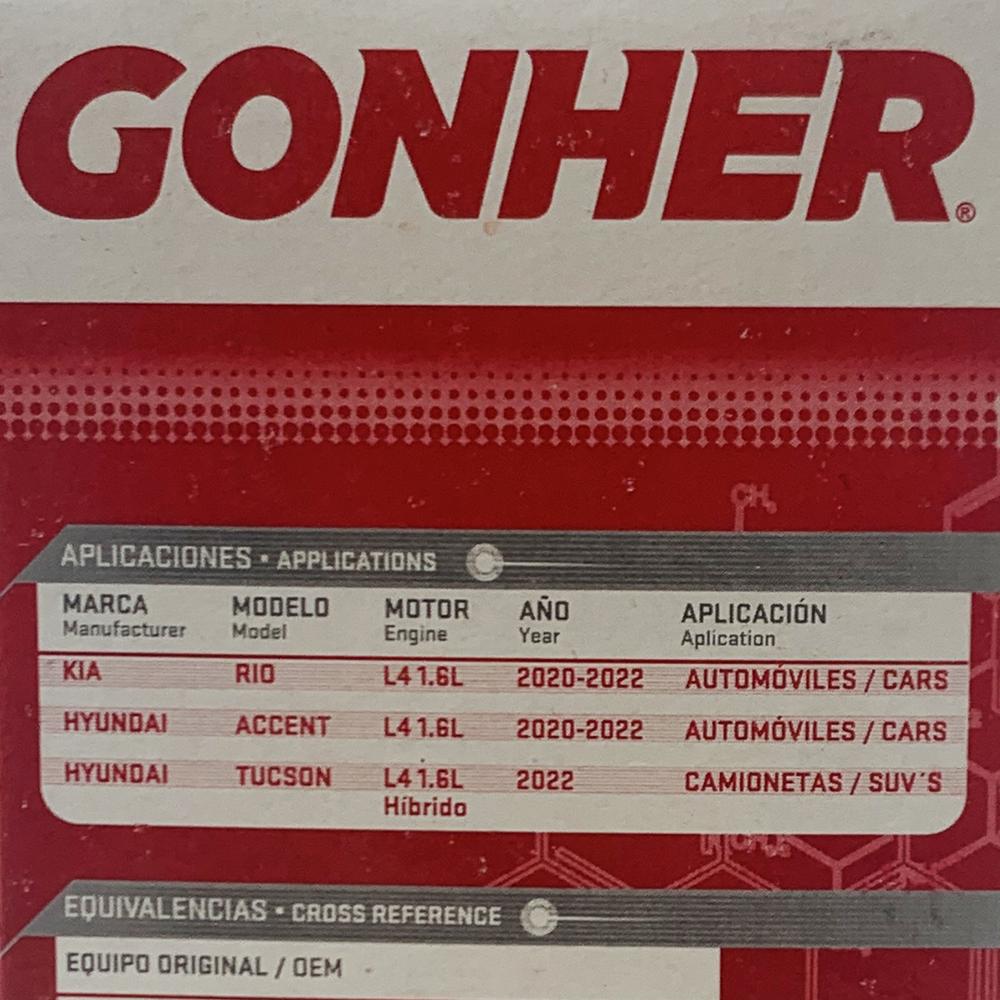 GONHER®
CH₃
APLICACIONES • APPLICATIONS
MARCA MODELO MOTOR AÑO APLICACIÓN
Manufacturer Model Engine Year Aplication
KIA RIO L4 1.6L 2020-2022 AUTOMÓVILES / CARS
HYUNDAI ACCENT L4 1.6L 2020-2022 AUTOMÓVILES / CARS
HYUNDAI TUCSON L4 1.6L 2022 CAMIONETAS / SUV´S
Híbrido
EQUIVALENCIAS • CROSS REFERENCE
EQUIPO ORIGINAL / OEM